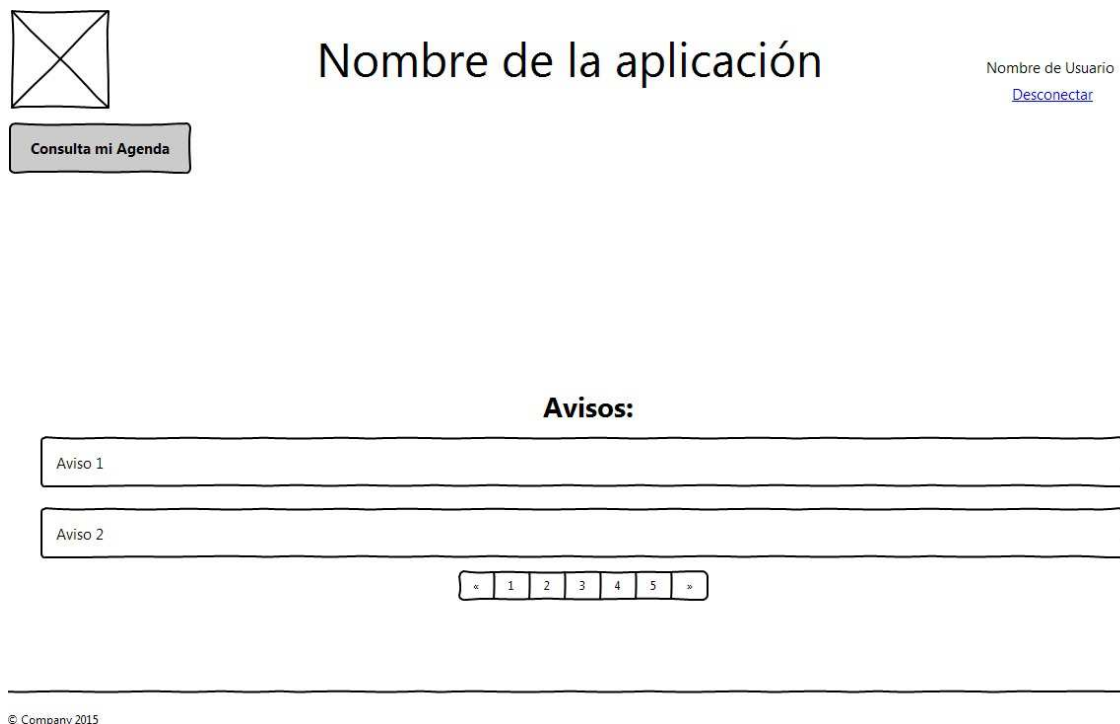 Nombre de la aplicación
Nombre de Usuario
Desconectar
Consulta mi Agenda
Avisos:
Aviso 1
Aviso 2
« 1 2 3 4 5 »
© Company 2015